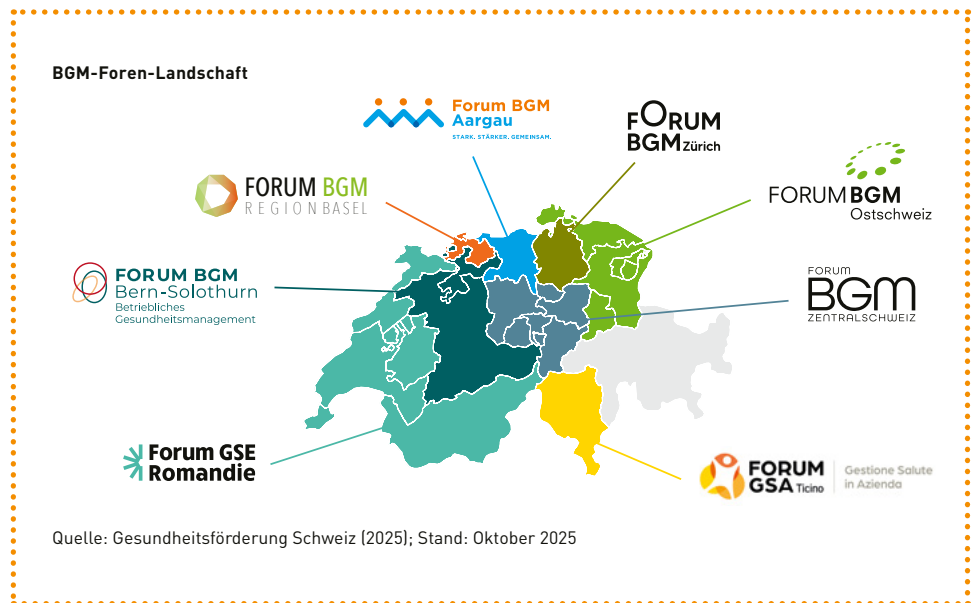 BGM-Foren-Landschaft
Forum BGM
Aargau
STARK. STÄRKER. GEMEINSAM.
FORUM
BGM Zürich
FORUM BGM
REGION BASEL
FORUM BGM
Ostschweiz
FORUM BGM
Bern-Solothurn
Betriebliches
Gesundheitsmanagement
FORUM
BGM
ZENTRALSCHWEIZ
Forum GSE
Romandie
FORUM
GSA Ticino
Gestione Salute
in Azienda
Quelle: Gesundheitsförderung Schweiz (2025); Stand: Oktober 2025